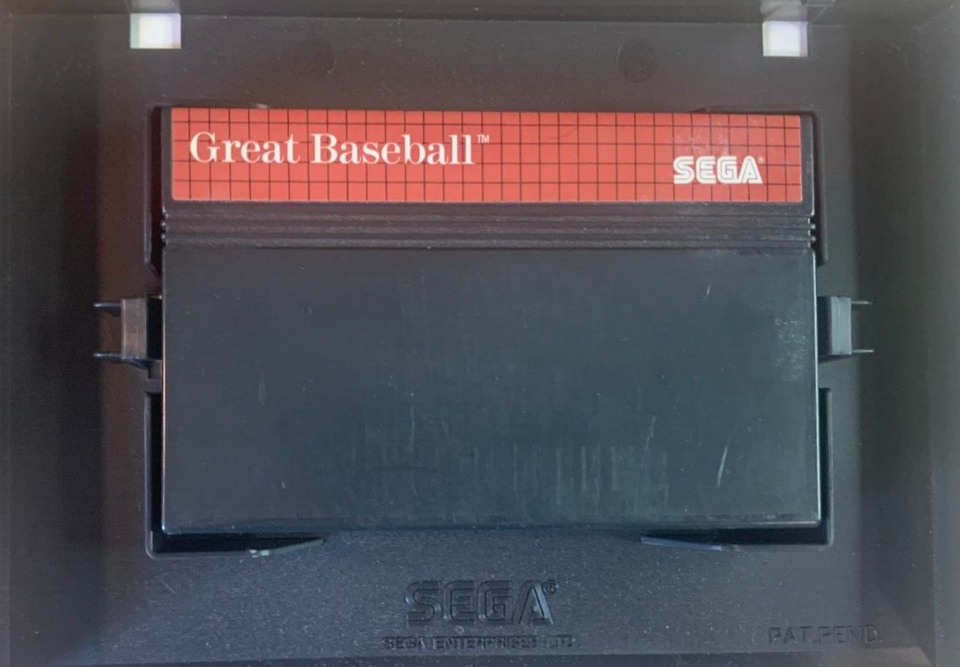 Great Baseball™
SEGA®
SEGA®
SEGA ENTERPRISES LTD.
PAT.PEND.